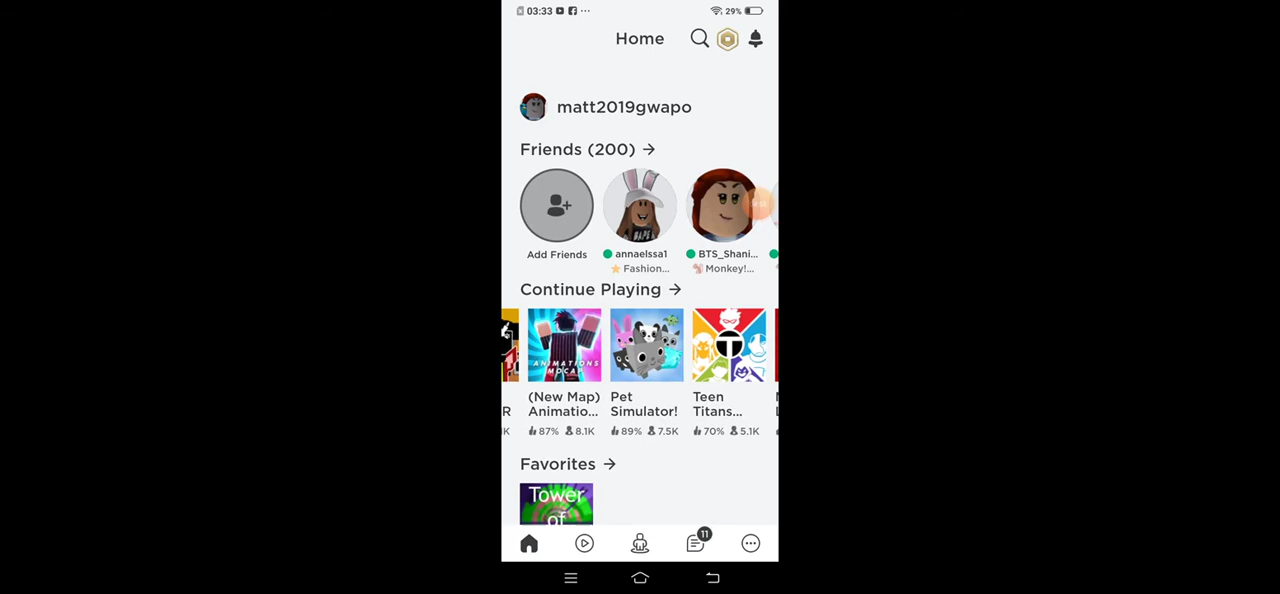 03:33 ... 29%
Home
matt2019gwapo
Friends (200) →
Add Friends annaelssa1 BTS_Shani...
Fashion... Monkey!...
Continue Playing →
ANIMATIONS
MOCAP
R (New Map) Pet Teen
Animatio... Simulator! Titans...
K 87% 8.1K 89% 7.5K 70% 5.1K
Favorites →
Tower
of
11